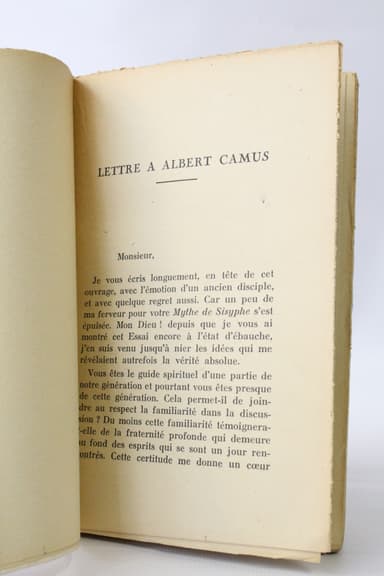 LETTRE A ALBERT CAMUS
Monsieur,
Je vous écris longuement, en tête de cet
ouvrage, avec l'émotion d'un ancien disciple,
et avec quelque regret aussi. Car un peu de
ma ferveur pour votre Mythe de Sisyphe s'est
épuisée. Mon Dieu ! depuis que je vous ai
montré cet Essai encore à l'état d'ébauche,
j'en suis venu jusqu'à nier les idées qui me
révélaient autrefois la vérité absolue.
Vous êtes le guide spirituel d'une partie de
notre génération et pourtant vous êtes presque
de cette génération. Cela permet-il de join-
dre au respect la familiarité dans la discus-
sion ? Du moins cette familiarité témoignera-
-elle de la fraternité profonde qui demeure
au fond des esprits qui se sont un jour ren-
contrés. Cette certitude me donne un cœur